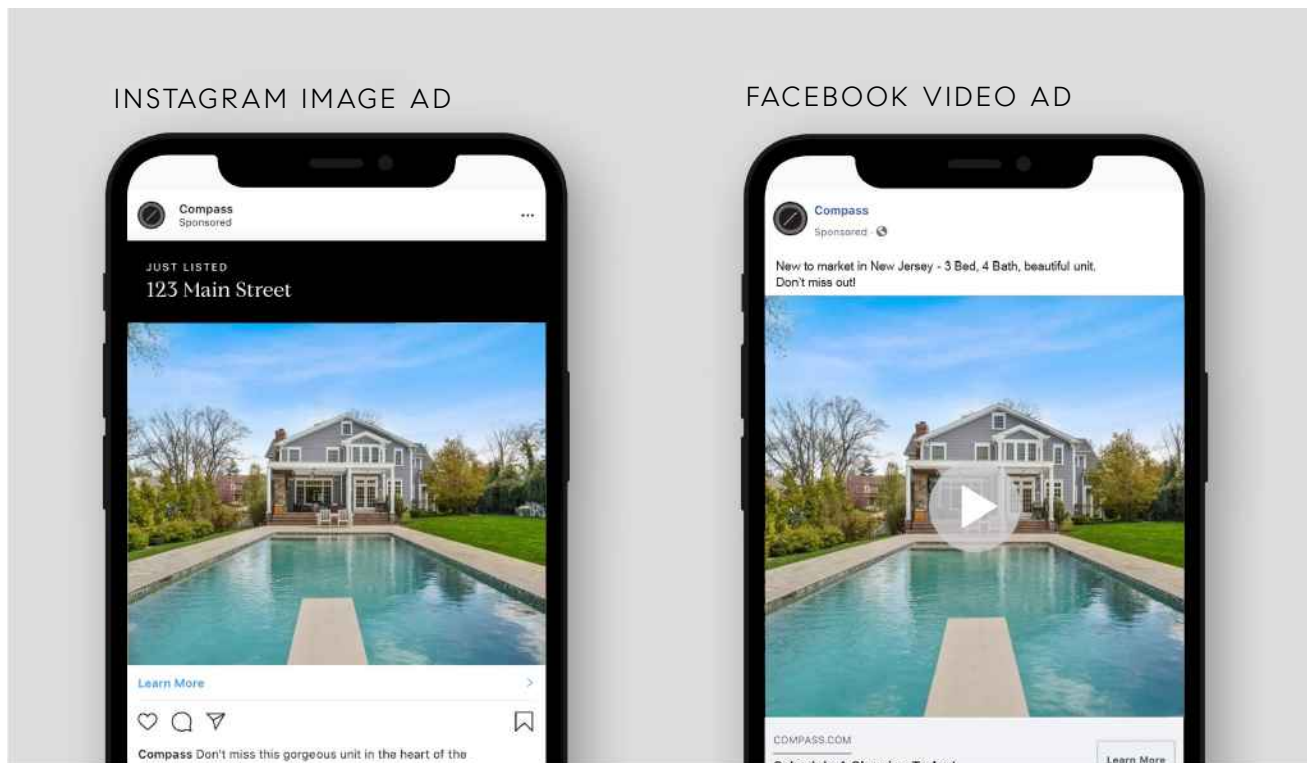 INSTAGRAM IMAGE AD
Compass
Sponsored
JUST LISTED
123 Main Street
Learn More
Compass Don't miss this gorgeous unit in the heart of the
FACEBOOK VIDEO AD
Compass
Sponsored
New to market in New Jersey - 3 Bed, 4 Bath, beautiful unit.
Don't miss out!
COMPASS.COM
Learn More